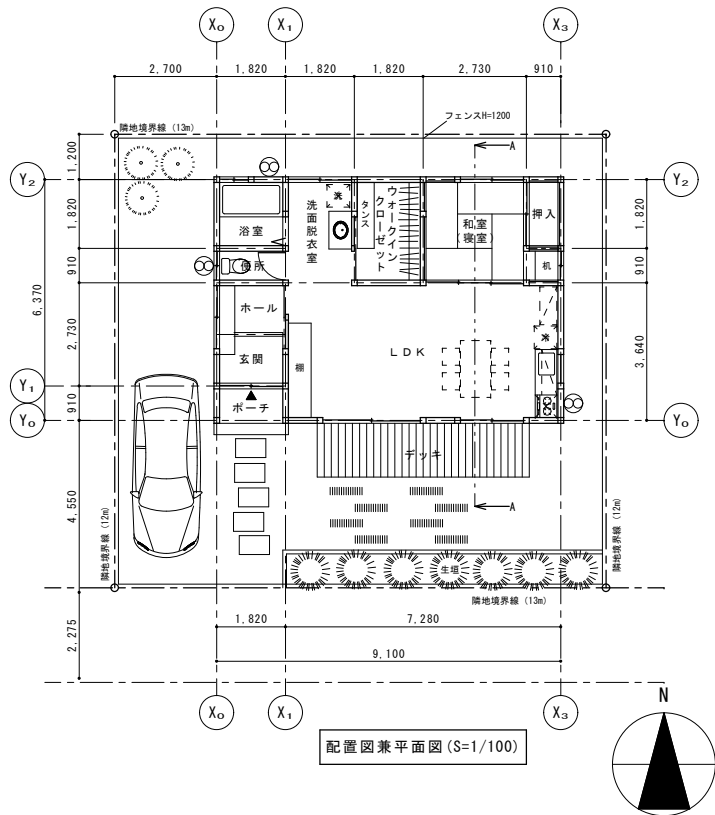 X₀
X₁
X₃
2,700
1,820
1,820
1,820
2,730
910
フェンスH=1200
隣地境界線 (13m)
A
1,200
Y₂
Y₂
1,820
910
6,370
2,730
Y₁
910
Y₀
4,550
2,275
1,820
910
3,640
Y₀
浴室
便所
ホール
玄関
ポーチ
洗面脱衣室
洗
タンス
ウォークイン
クローゼット
和室
(寝室)
押入
机
LDK
棚
冷
デッキ
A
生垣
隣地境界線 (12m)
隣地境界線 (12m)
隣地境界線 (13m)
1,820
7,280
9,100
X₀
X₁
X₃
配置図兼平面図(S=1/100)
N